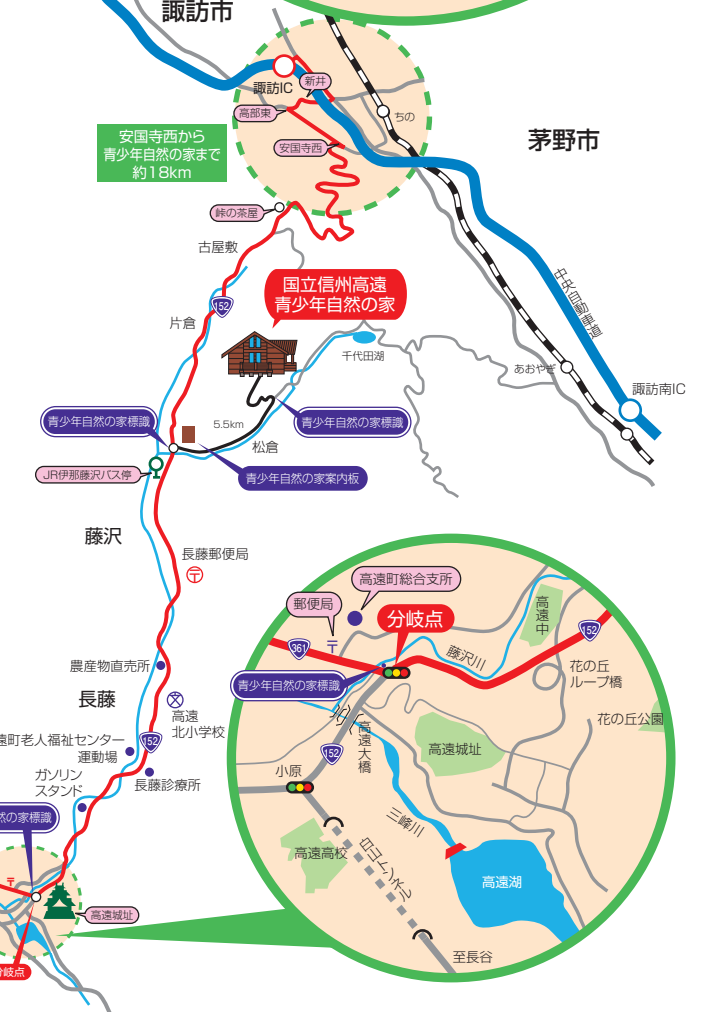 諏訪市
諏訪IC
新井
高部東
ちの
安国寺西
安国寺西から
青少年自然の家まで
約18km
茅野市
峠の茶屋
古屋敷
152
国立信州高遠
青少年自然の家
片倉
千代田湖
中央自動車道
あおやぎ
諏訪南IC
青少年自然の家標識
5.5km
青少年自然の家標識
松倉
JR伊那藤沢バス停
青少年自然の家案内板
藤沢
長藤郵便局
〒
農産物直売所
長藤
文
高遠
北小学校
遠町老人福祉センター
運動場
152
ガソリン
スタンド
長藤診療所
然の家標識
〒
高遠城址
分岐点
高遠町総合支所
郵便局
〒
分岐点
高遠中
361
152
藤沢川
青少年自然の家標識
花の丘
ループ橋
花の丘公園
高遠大橋
152
高遠城址
小原
三峰川
高遠高校
白山トンネル
高遠湖
至長谷